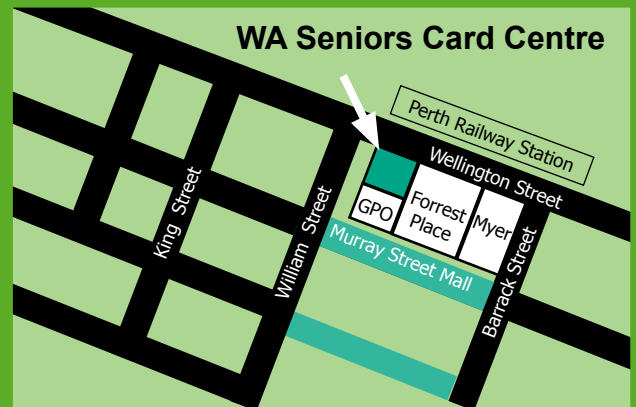 WA Seniors Card Centre
Perth Railway Station
Wellington Street
GPO
Forrest
Place
Myer
King Street
William Street
Murray Street Mall
Barrack Street